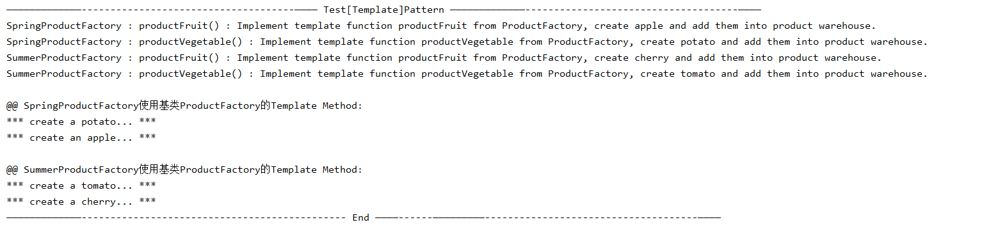 ————————————--------------------------------------———— Test[Template]Pattern ————————————--------------------------------------————
SpringProductFactory : productFruit() : Implement template function productFruit from ProductFactory, create apple and add them into product warehouse.
SpringProductFactory : productVegetable() : Implement template function productVegetable from ProductFactory, create potato and add them into product warehouse.
SummerProductFactory : productFruit() : Implement template function productFruit from ProductFactory, create cherry and add them into product warehouse.
SummerProductFactory : productVegetable() : Implement template function productVegetable from ProductFactory, create tomato and add them into product warehouse.
@@ SpringProductFactory使用基类ProductFactory的Template Method:
*** create a potato... ***
*** create an apple... ***
@@ SummerProductFactory使用基类ProductFactory的Template Method:
*** create a tomato... ***
*** create a cherry... ***
————————————---------------------------------------------- End ————------—————————-------------------------------------————